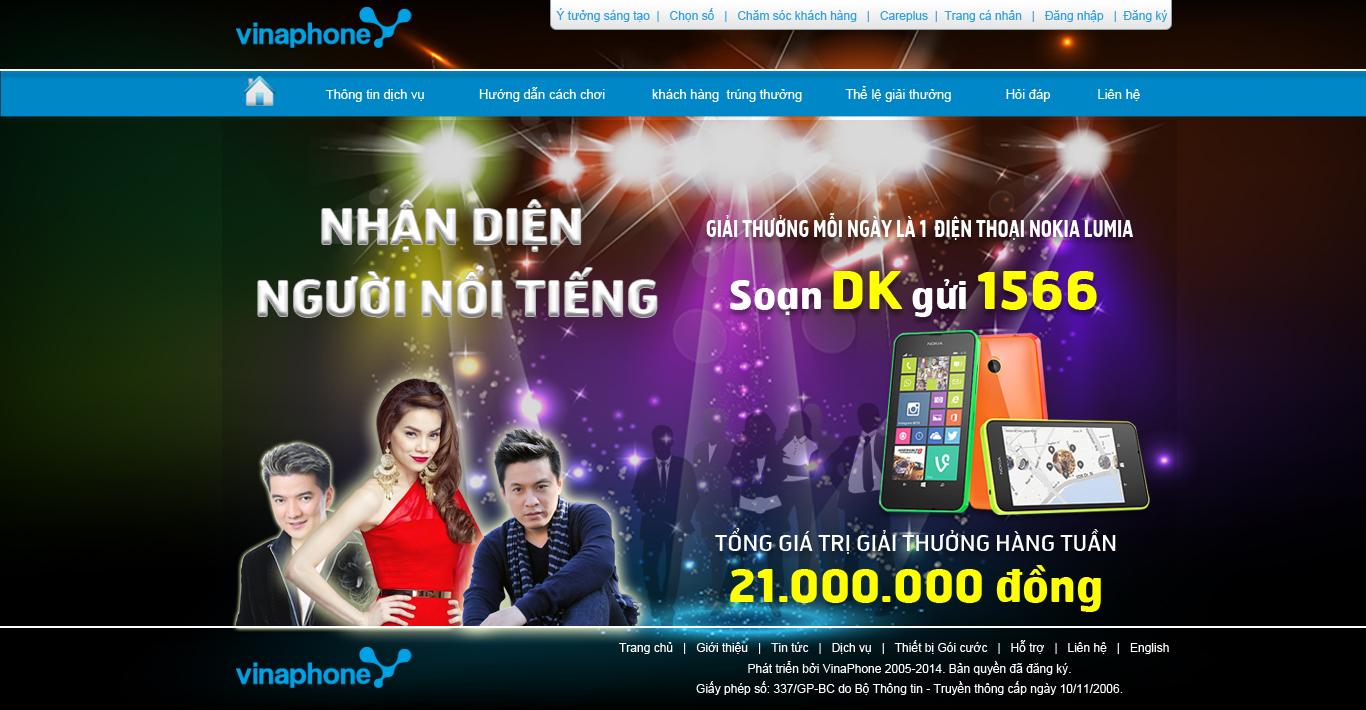 vinaphone
Ý tưởng sáng tạo | Chọn số | Chăm sóc khách hàng | Careplus | Trang cá nhân | Đăng nhập | Đăng ký
Thông tin dịch vụ Hướng dẫn cách chơi khách hàng trúng thưởng Thể lệ giải thưởng Hỏi đáp Liên hệ
NHẬN DIỆN
NGƯỜI NỔI TIẾNG
GIẢI THƯỞNG MỖI NGÀY LÀ 1 ĐIỆN THOẠI NOKIA LUMIA
Soạn DK gửi 1566
NOKIA
TỔNG GIÁ TRỊ GIẢI THƯỞNG HÀNG TUẦN
21.000.000 đồng
vinaphone
Trang chủ | Giới thiệu | Tin tức | Dịch vụ | Thiết bị Gói cước | Hỗ trợ | Liên hệ | English
Phát triển bởi VinaPhone 2005-2014. Bản quyền đã đăng ký.
Giấy phép số: 337/GP-BC do Bộ Thông tin - Truyền thông cấp ngày 10/11/2006.